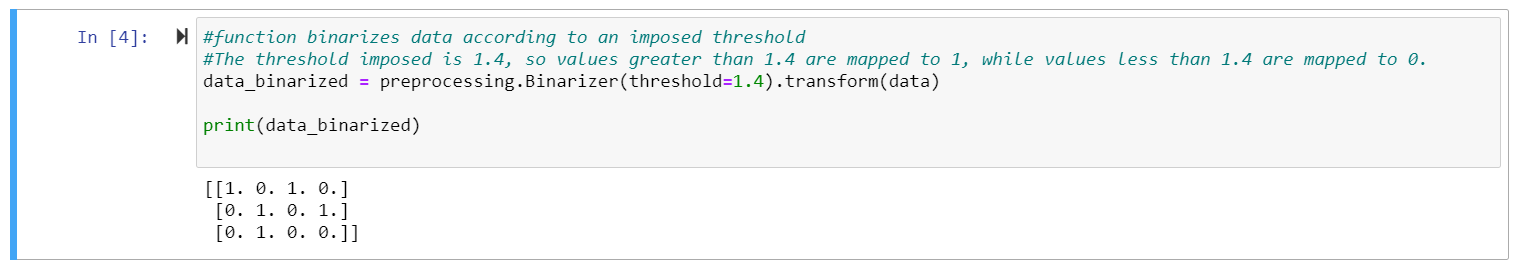 In [4]:
#function binarizes data according to an imposed threshold
#The threshold imposed is 1.4, so values greater than 1.4 are mapped to 1, while values less than 1.4 are mapped to 0.
data_binarized = preprocessing.Binarizer(threshold=1.4).transform(data)
print(data_binarized)
[[1. 0. 1. 0.]
 [0. 1. 0. 1.]
 [0. 1. 0. 0.]]